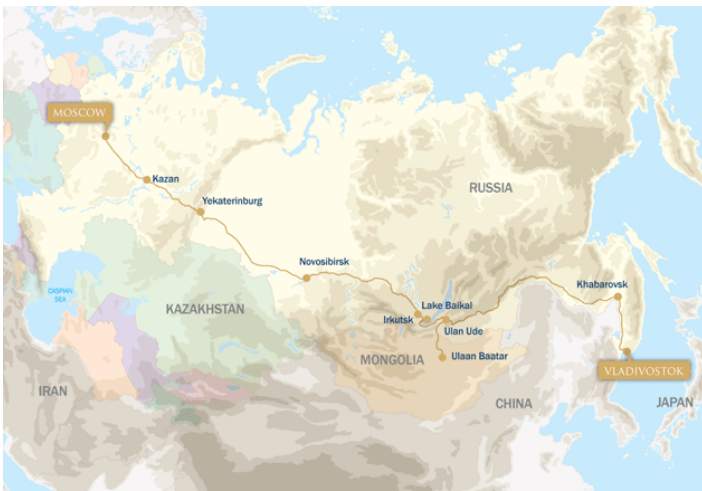 MOSCOW
Kazan
Yekaterinburg
RUSSIA
Novosibirsk
Khabarovsk
CASPIAN
SEA
KAZAKHSTAN
Lake Baikal
Irkutsk
Ulan Ude
MONGOLIA
Ulaan Baatar
VLADIVOSTOK
IRAN
CHINA
JAPAN